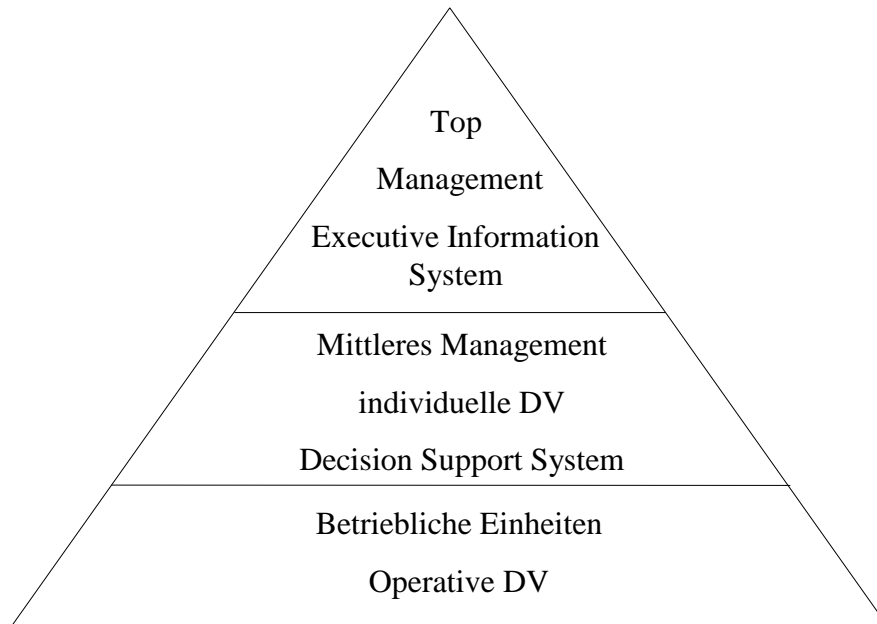 Top
Management
Executive Information
System
Mittleres Management
individuelle DV
Decision Support System
Betriebliche Einheiten
Operative DV